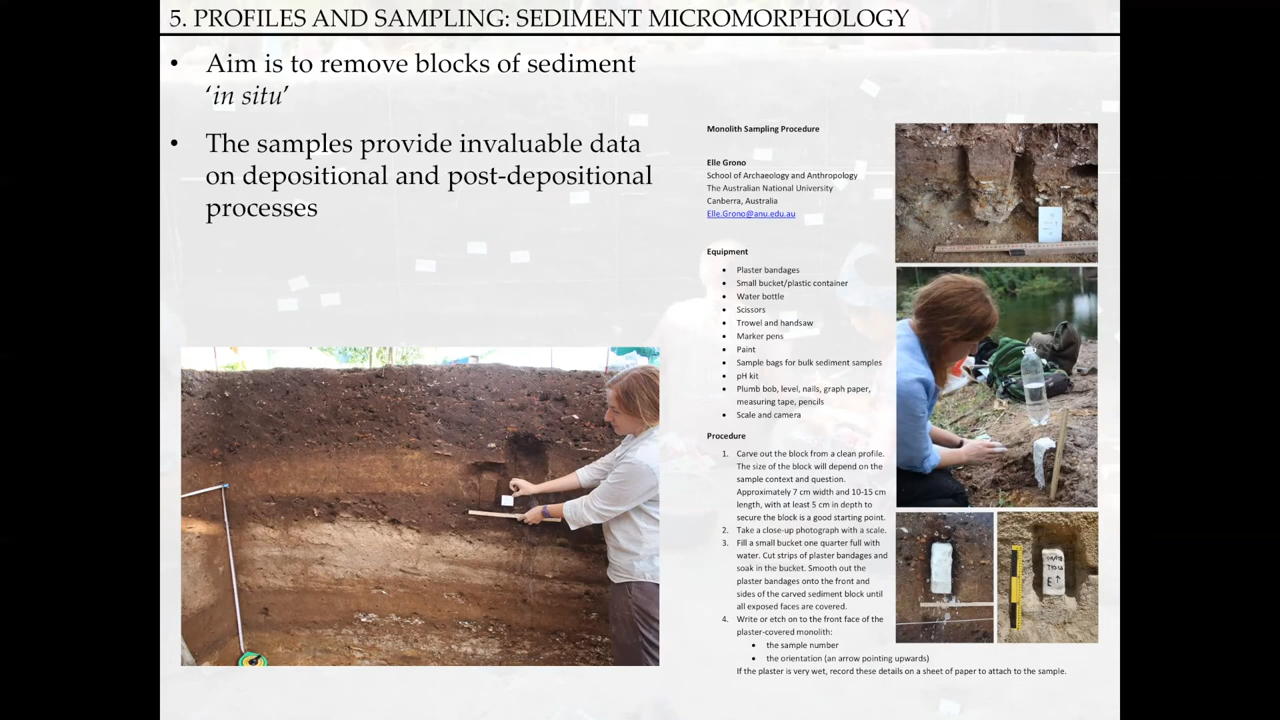 5. PROFILES AND SAMPLING: SEDIMENT MICROMORPHOLOGY
• Aim is to remove blocks of sediment
‘in situ’
• The samples provide invaluable data
on depositional and post-depositional
processes
Monolith Sampling Procedure
Elle Grono
School of Archaeology and Anthropology
The Australian National University
Canberra, Australia
Elle.Grono@anu.edu.au
Equipment
• Plaster bandages
• Small bucket/plastic container
• Water bottle
• Scissors
• Trowel and handsaw
• Marker pens
• Paint
• Sample bags for bulk sediment samples
• pH kit
• Plumb bob, level, nails, graph paper,
measuring tape, pencils
• Scale and camera
Procedure
1. Carve out the block from a clean profile.
The size of the block will depend on the
sample context and question.
Approximately 7 cm width and 10-15 cm
length, with at least 5 cm in depth to
secure the block is a good starting point.
2. Take a close-up photograph with a scale.
3. Fill a small bucket one quarter full with
water. Cut strips of plaster bandages and
soak in the bucket. Smooth out the
plaster bandages onto the front and
sides of the carved sediment block until
all exposed faces are covered.
4. Write or etch on to the front face of the
plaster-covered monolith:
• the sample number
• the orientation (an arrow pointing upwards)
If the plaster is very wet, record these details on a sheet of paper to attach to the sample.